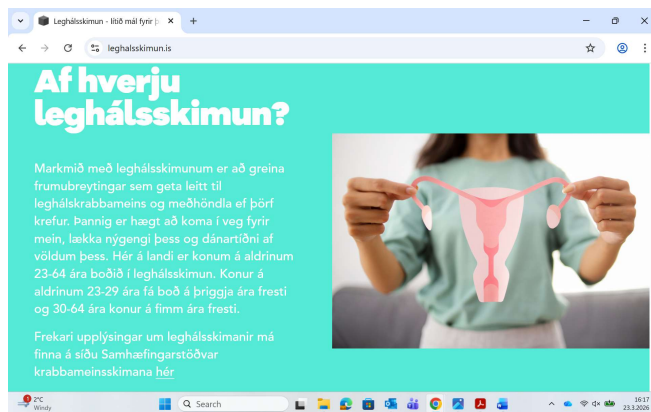 Leghálsskimun - lítið mál fyrir þ
leghalsskimun.is
Af hverju
leghálsskimun?
Markmið með leghálsskimunum er að greina
frumubreytingar sem geta leitt til
leghálskrabbameins og meðhöndla ef þörf
krefur. Þannig er hægt að koma í veg fyrir
mein, lækka nýgengi þess og dánartíðni af
völdum þess. Hér á landi er konum á aldrinum
23-64 ára boðið í leghálsskimun. Konur á
aldrinum 23-29 ára fá boð á þriggja ára fresti
og 30-64 ára konur á fimm ára fresti.
Frekari upplýsingar um leghálsskimanir má
finna á síðu Samhæfingarstöðvar
krabbameinsskimana hér
1
2°C
Windy
Search
16:17
23.3.2026